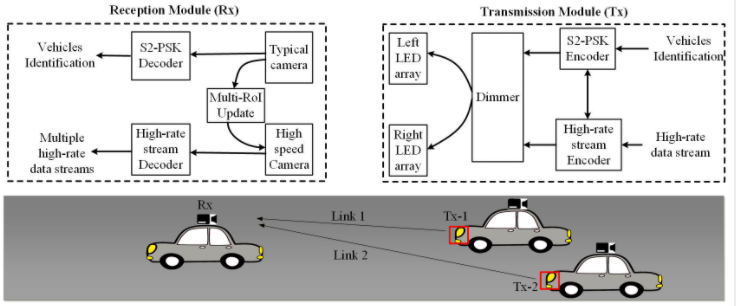 Reception Module (Rx)
Vehicles
Identification
S2-PSK
Decoder
Typical
camera
Multi-RoI
Update
Multiple
high-rate
data streams
High-rate
stream
Decoder
High
speed
Camera
Transmission Module (Tx)
Left
LED
array
Right
LED
array
Dimmer
S2-PSK
Encoder
Vehicles
Identification
High-rate
stream
Encoder
High-rate
data stream
Rx
Link 1
Tx-1
Link 2
Tx-2